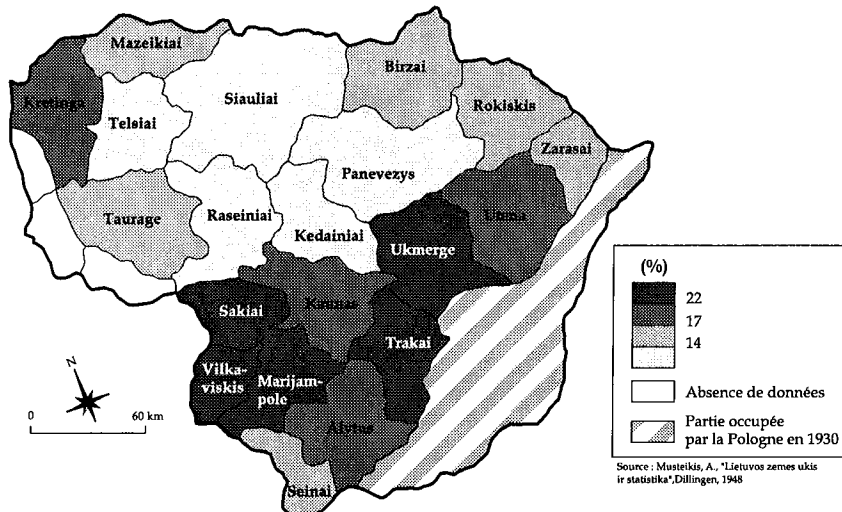 Mazeikiai
Birzai
Kretinga
Siauliai
Rokiskis
Telsiai
Zarasai
Panevezys
Utena
Taurage
Raseiniai
Kedainiai
Ukmerge
Sakiai
Kaunas
Trakai
Vilka-
viskis
Marijam-
pole
Alytus
Seinai
N
0 60 km
(%)
22
17
14
Absence de données
Partie occupée
par la Pologne en 1930
Source : Musteikis, A., "Lietuvos zemes ukis
ir statistika",Dillingen, 1948